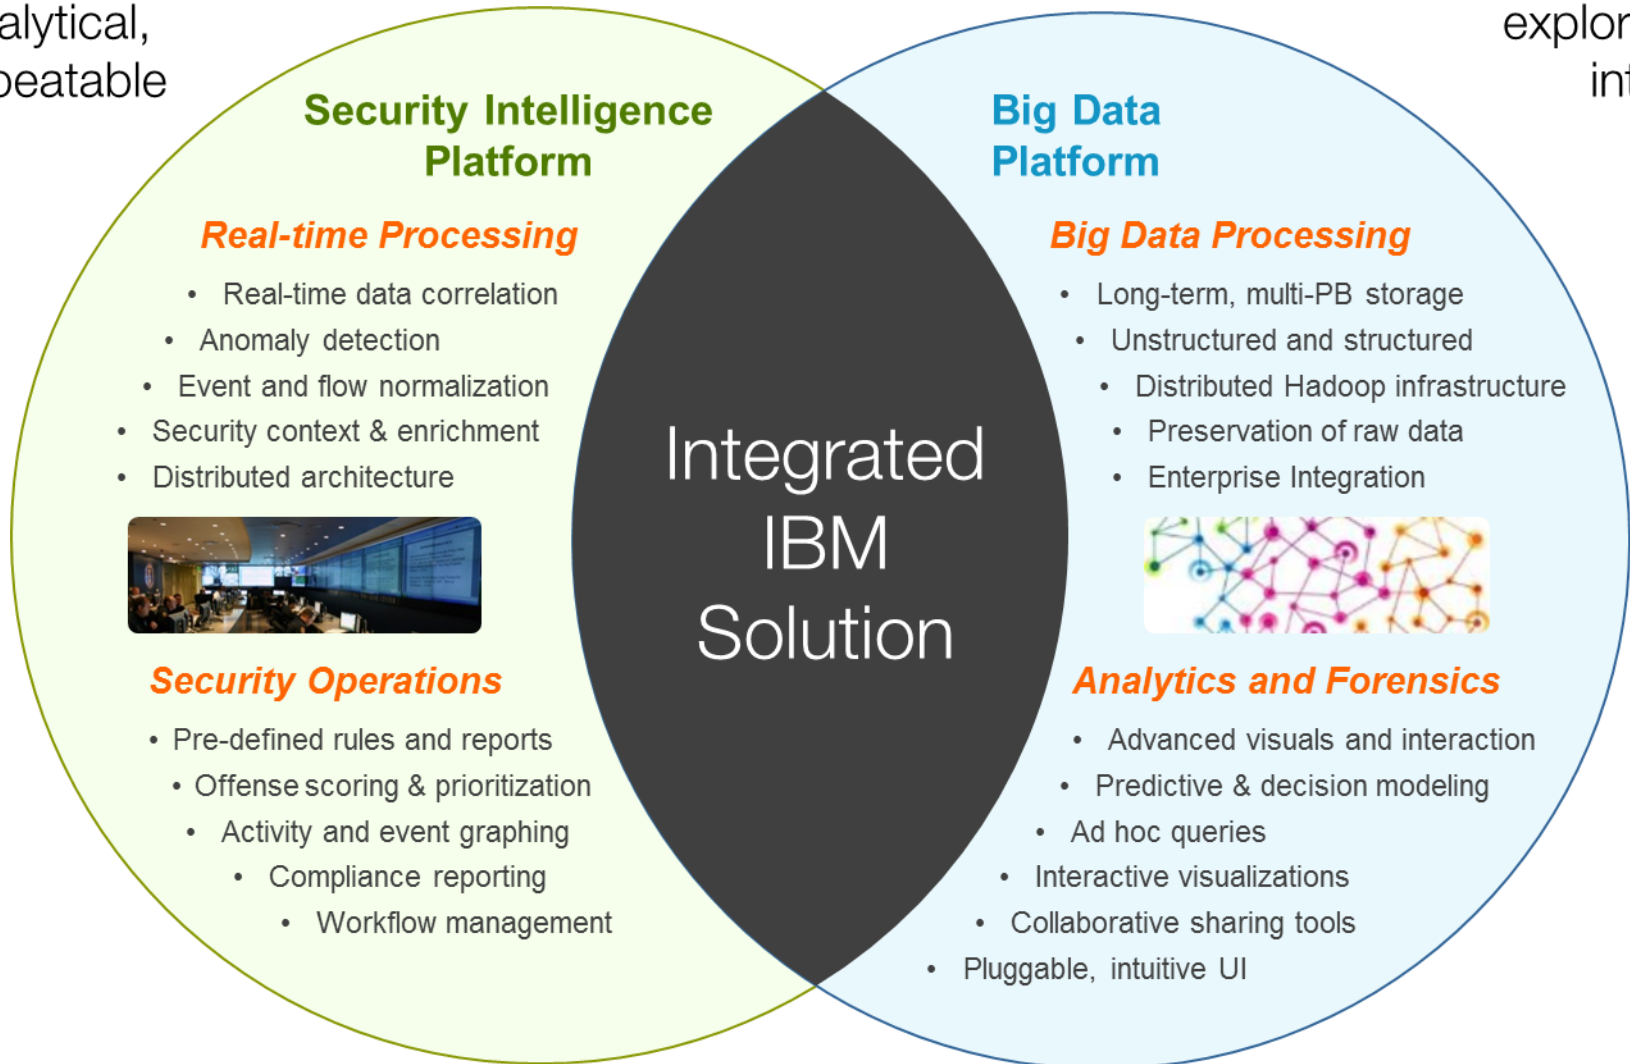 alytical,
peatable
explor
int
Security Intelligence
Platform
Real-time Processing
• Real-time data correlation
• Anomaly detection
• Event and flow normalization
• Security context & enrichment
• Distributed architecture
Security Operations
• Pre-defined rules and reports
• Offense scoring & prioritization
• Activity and event graphing
• Compliance reporting
• Workflow management
Integrated
IBM
Solution
Big Data
Platform
Big Data Processing
• Long-term, multi-PB storage
• Unstructured and structured
• Distributed Hadoop infrastructure
• Preservation of raw data
• Enterprise Integration
Analytics and Forensics
• Advanced visuals and interaction
• Predictive & decision modeling
• Ad hoc queries
• Interactive visualizations
• Collaborative sharing tools
• Pluggable, intuitive UI